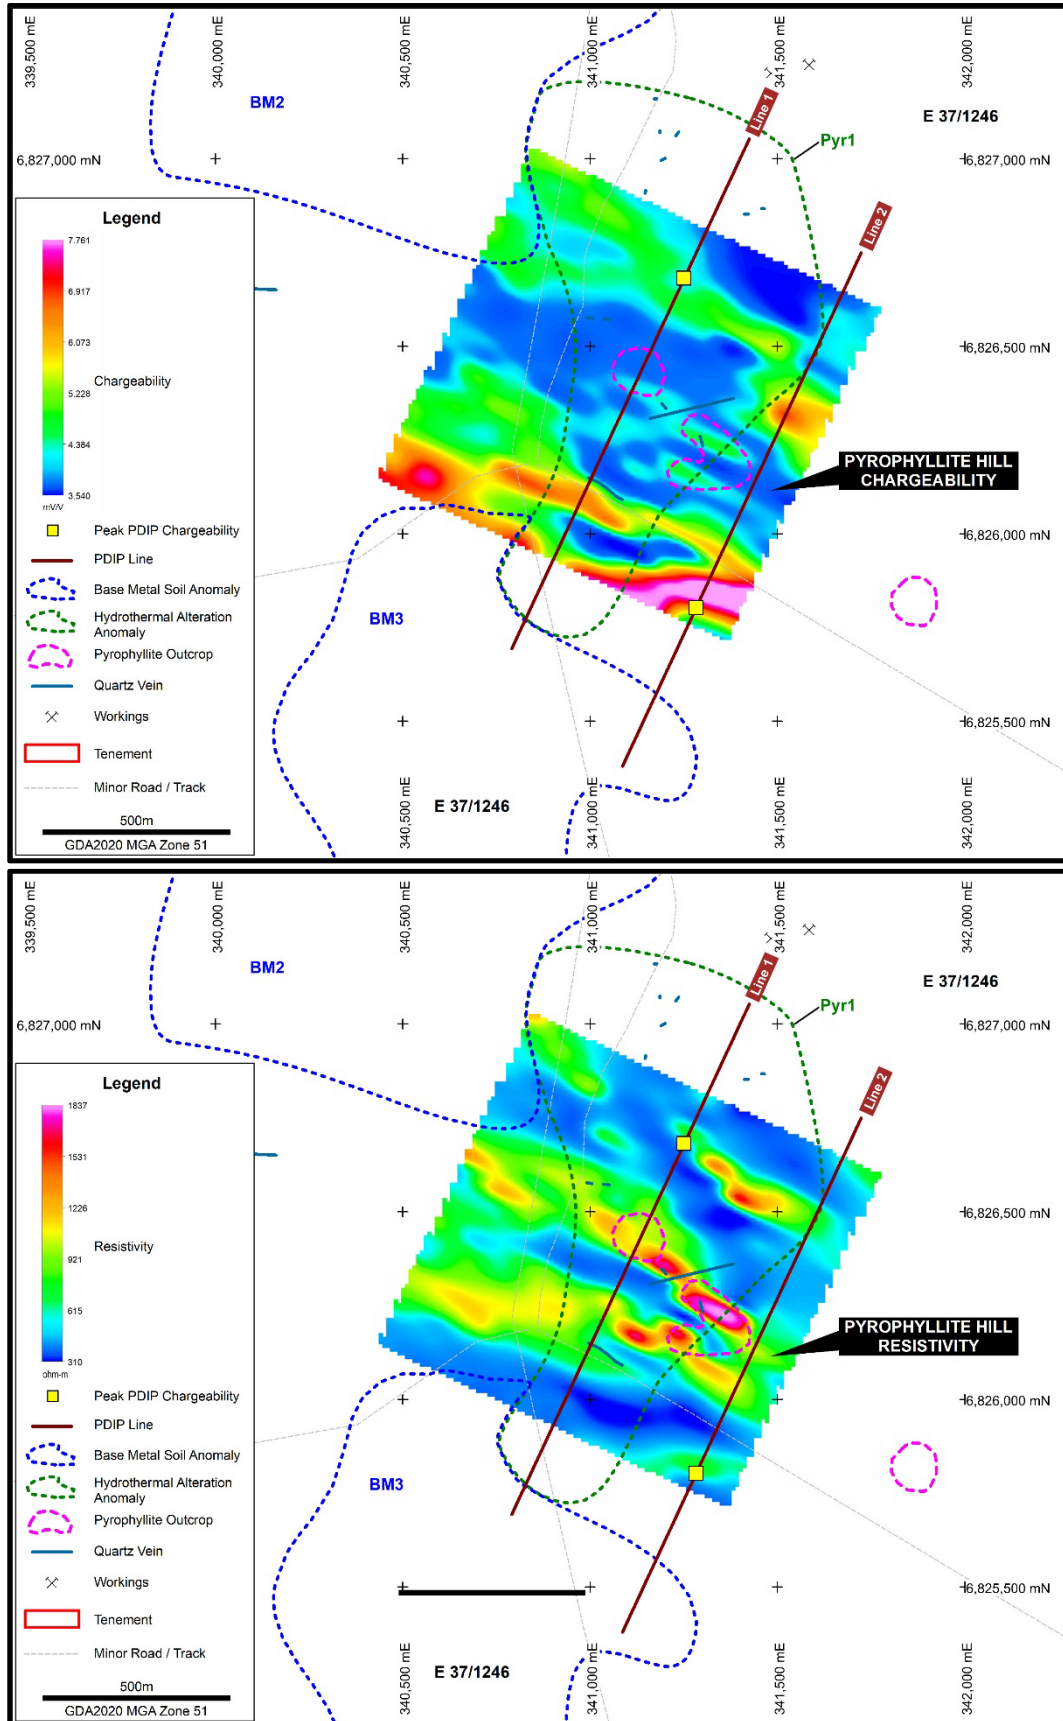 339,500 mE
340,000 mE
340,500 mE
341,000 mE
341,500 mE
342,000 mE
BM2
Line 1
E 37/1246
Pyr1
6,827,000 mN
6,827,000 mN
Line 2
Legend
7.761
6.917
6.073
Chargeability
5.228
4.384
3.540
mV/V
Peak PDIP Chargeability
PDIP Line
Base Metal Soil Anomaly
Hydrothermal Alteration
Anomaly
Pyrophyllite Outcrop
Quartz Vein
Workings
Tenement
Minor Road / Track
500m
GDA2020 MGA Zone 51
6,826,500 mN
PYROPHYLLITE HILL
CHARGEABILITY
6,826,000 mN
BM3
6,825,500 mN
E 37/1246
340,500 mE
341,000 mE
341,500 mE
342,000 mE
339,500 mE
340,000 mE
340,500 mE
341,000 mE
341,500 mE
342,000 mE
BM2
Line 1
E 37/1246
Pyr1
6,827,000 mN
6,827,000 mN
Line 2
Legend
1837
1531
1226
Resistivity
921
615
310
ohm-m
Peak PDIP Chargeability
PDIP Line
Base Metal Soil Anomaly
Hydrothermal Alteration
Anomaly
Pyrophyllite Outcrop
Quartz Vein
Workings
Tenement
Minor Road / Track
500m
GDA2020 MGA Zone 51
6,826,500 mN
PYROPHYLLITE HILL
RESISTIVITY
6,826,000 mN
BM3
6,825,500 mN
E 37/1246
340,500 mE
341,000 mE
341,500 mE
342,000 mE